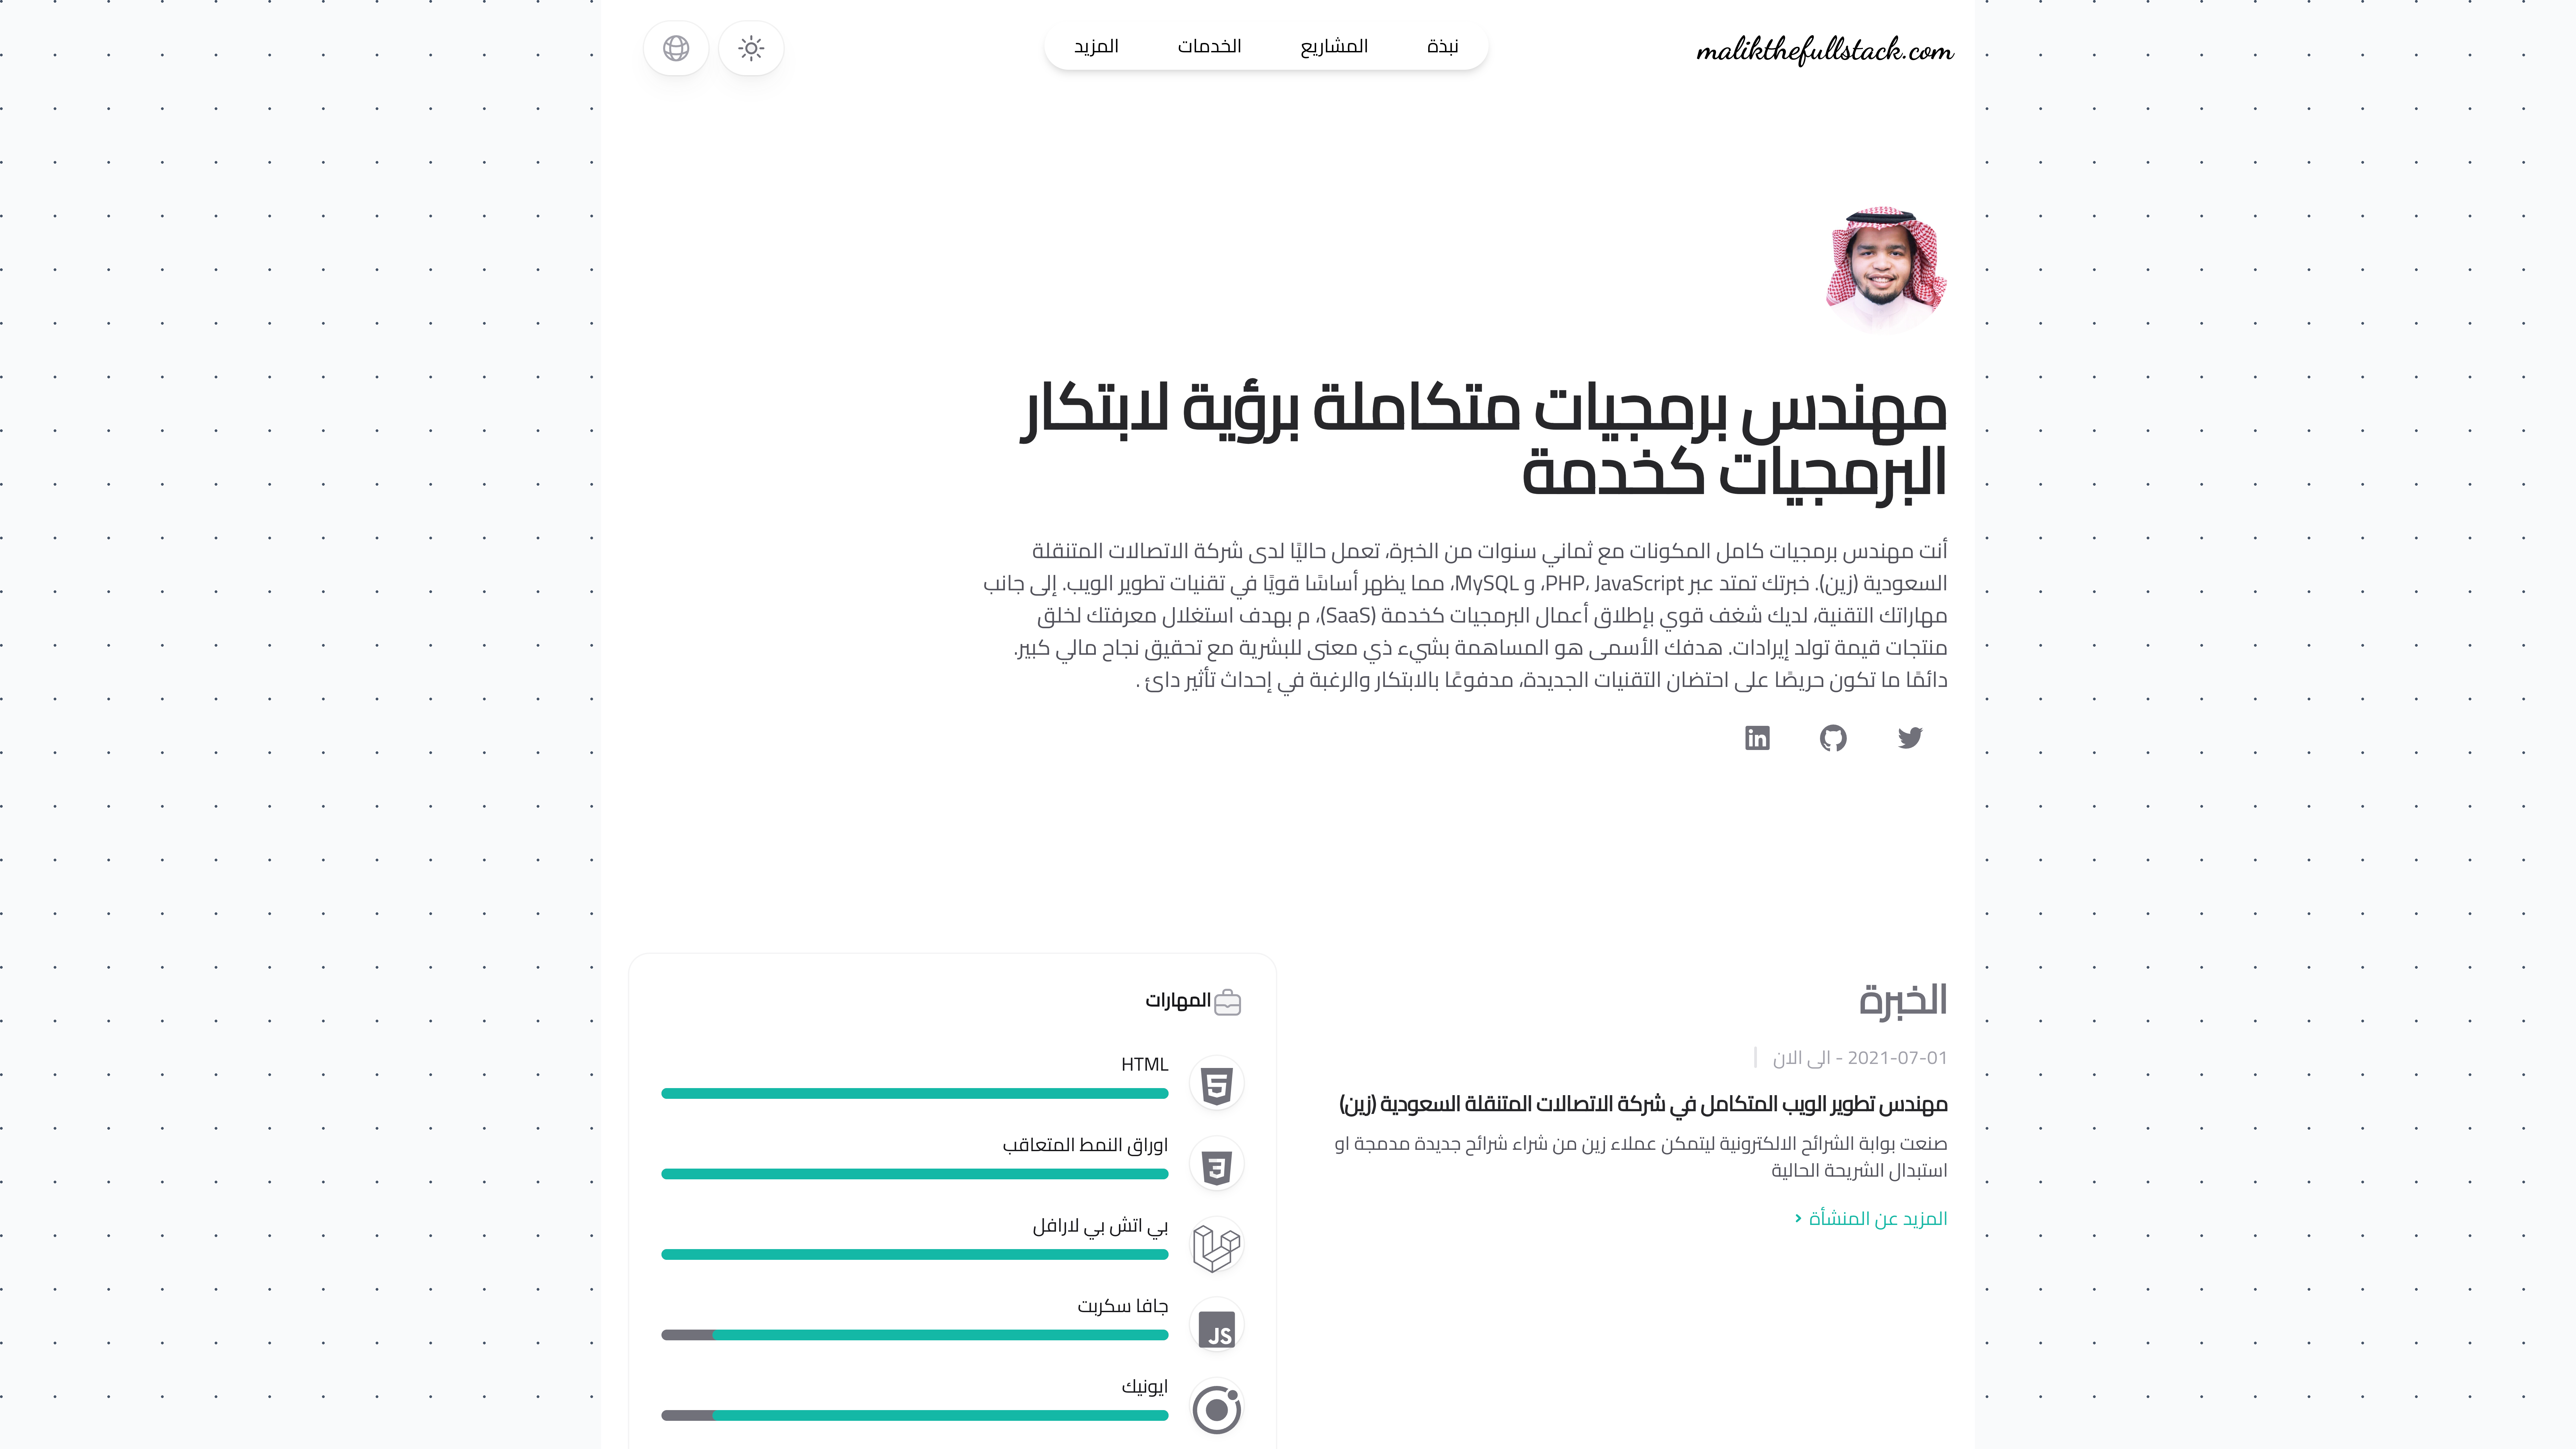 malikthefullstack.com
نبذة
المشاريع
الخدمات
المزيد
مهندس برمجيات متكاملة برؤية لابتكار
البرمجيات كخدمة
أنت مهندس برمجيات كامل المكونات مع ثماني سنوات من الخبرة، تعمل حاليًا لدى شركة الاتصالات المتنقلة
السعودية (زين). خبرتك تمتد عبر PHP، JavaScript، و MySQL، مما يظهر أساسًا قويًا في تقنيات تطوير الويب. إلى جانب
مهاراتك التقنية، لديك شغف قوي بإطلاق أعمال البرمجيات كخدمة (SaaS)، م بهدف استغلال معرفتك لخلق
منتجات قيمة تولد إيرادات. هدفك الأسمى هو المساهمة بشيء ذي معنى للبشرية مع تحقيق نجاح مالي كبير.
دائمًا ما تكون حريصًا على احتضان التقنيات الجديدة، مدفوعًا بالابتكار والرغبة في إحداث تأثير دائ .
الخبرة
2021-07-01 - الى الان
مهندس تطوير الويب المتكامل في شركة الاتصالات المتنقلة السعودية (زين)
صنعت بوابة الشرائح الالكترونية ليتمكن عملاء زين من شراء شرائح جديدة مدمجة او
استبدال الشريحة الحالية
المزيد عن المنشأة
المهارات
HTML
اوراق النمط المتعاقب
بي اتش بي لارافل
جافا سكربت
JS
ايونيك